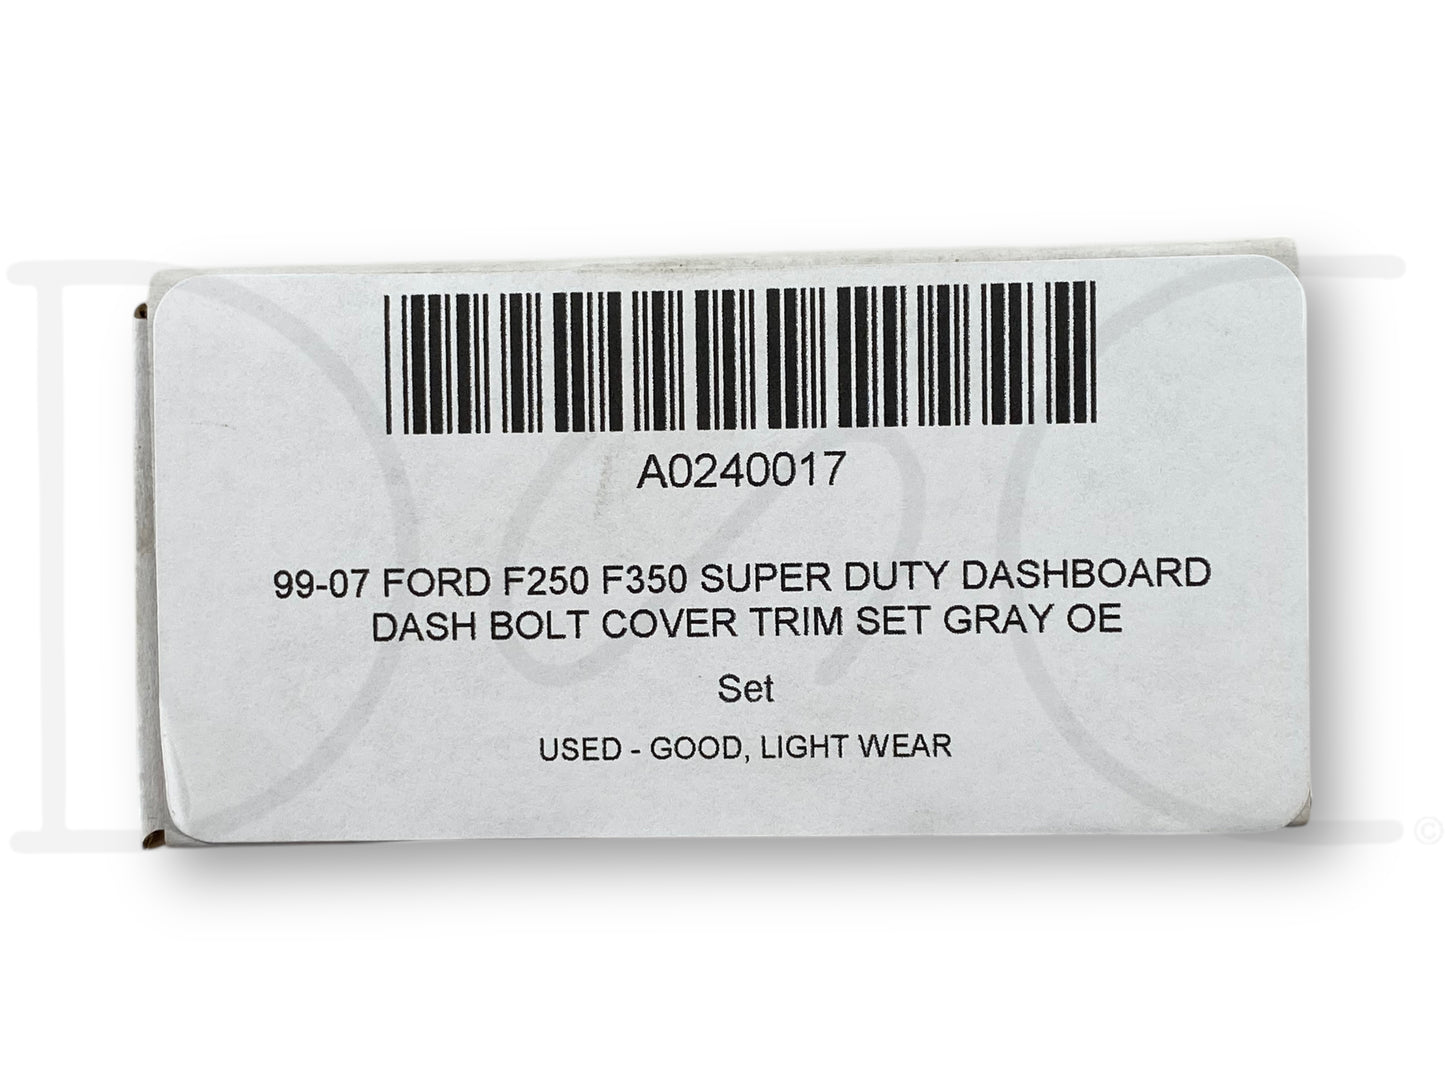 A0240017
99-07 FORD F250 F350 SUPER DUTY DASHBOARD
DASH BOLT COVER TRIM SET GRAY OE
Set
USED - GOOD, LIGHT WEAR
©